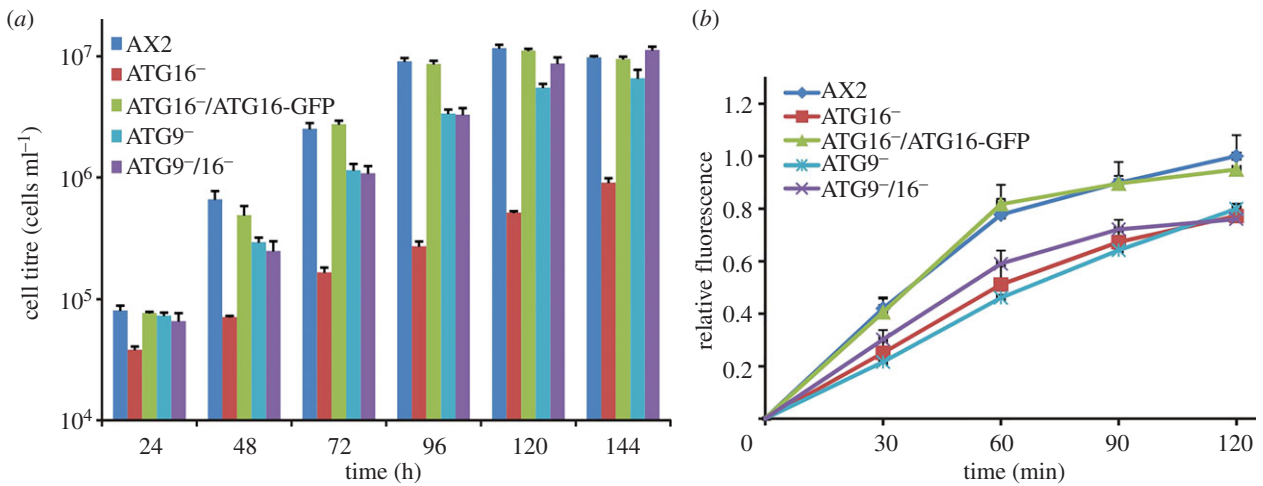 (a)
cell titre (cells ml⁻¹)
10⁷
10⁶
10⁵
10⁴
AX2
ATG16⁻
ATG16⁻/ATG16-GFP
ATG9⁻
ATG9⁻/16⁻
24 48 72 96 120 144
time (h)
(b)
relative fluorescence
1.2
1.0
0.8
0.6
0.4
0.2
AX2
ATG16⁻
ATG16⁻/ATG16-GFP
ATG9⁻
ATG9⁻/16⁻
0 30 60 90 120
time (min)